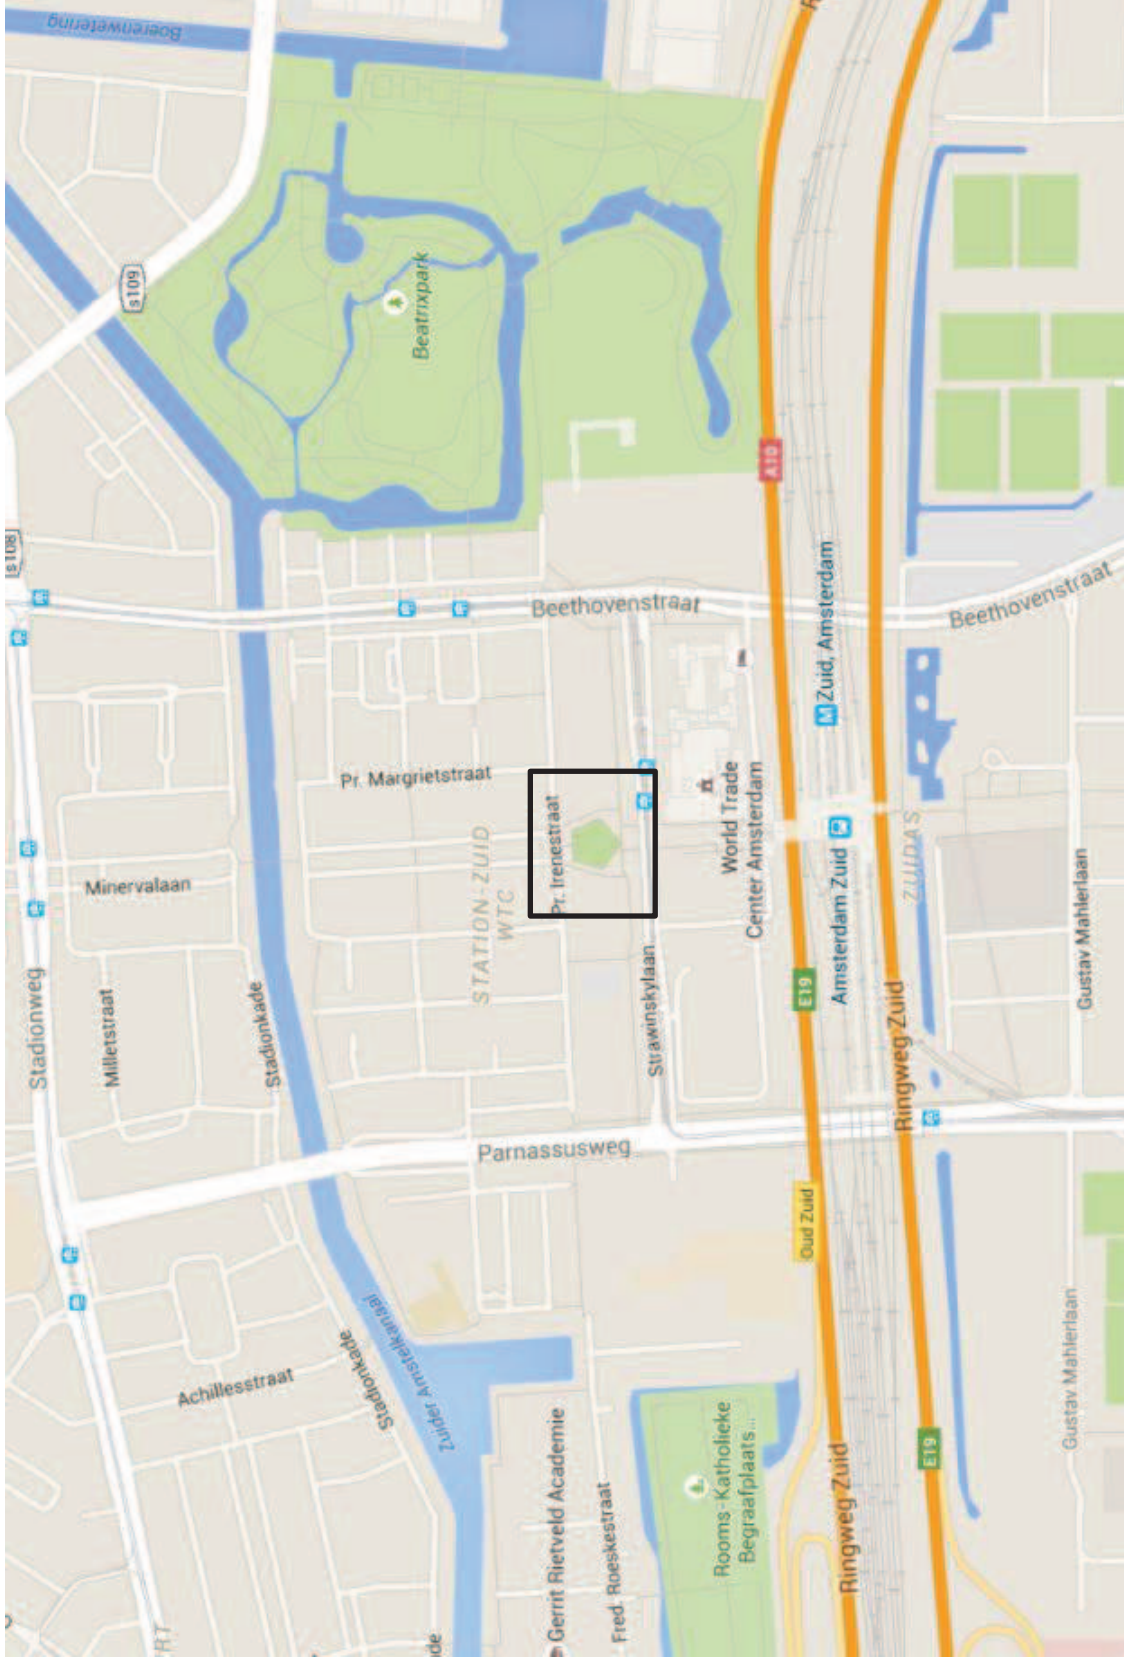 Boerenwetering
s109
Beatrixpark
s108
A10
Beethovenstraat
Beethovenstraat
Zuid, Amsterdam
M
Pr. Margrietstraat
Pr. Irenestraat
STATION-ZUID
WTC
World Trade
Center Amsterdam
Minervalaan
Amsterdam Zuid
ZUIDAS
Gustav Mahlerlaan
Stadionweg
Milletstraat
Stadionkade
Strawinskylaan
E19
Ringweg Zuid
Parnassusweg
Oud Zuid
Achillesstraat
Stadionkade
Zuider Amstelkanaal
Gustav Mahlerlaan
Gerrit Rietveld Academie
Fred. Roeskestraat
Rooms-Katholieke
Begraafplaats...
Ringweg Zuid
E19
RT
de